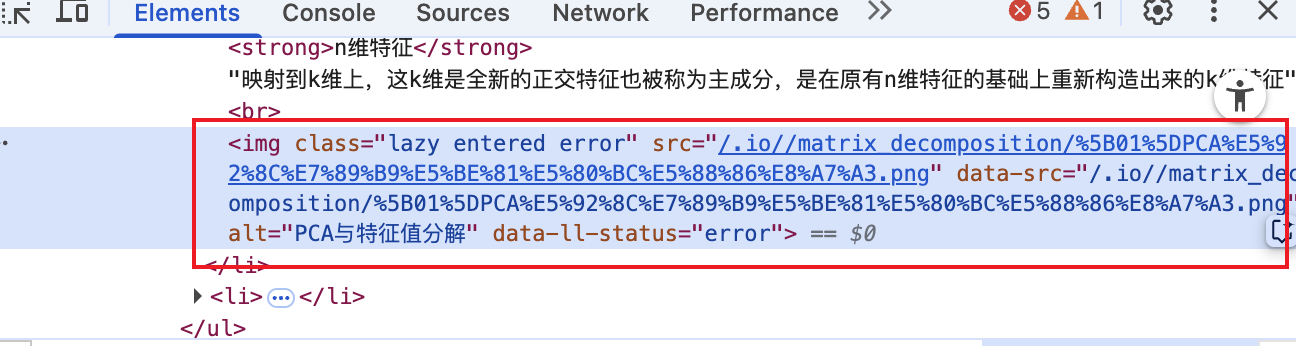 Elements Console Sources Network Performance 5 1
<strong>n维特征</strong>
"映射到k维上，这k维是全新的正交特征也被称为主成分，是在原有n维特征的基础上重新构造出来的k维特征"
<br>
<img class="lazy entered error" src="/.io//matrix_decomposition/%5B01%5DPCA%E5%9
2%8C%E7%89%B9%E5%BE%81%E5%80%BC%E5%88%86%E8%A7%A3.png" data-src="/.io//matrix_dec
omposition/%5B01%5DPCA%E5%92%8C%E7%89%B9%E5%BE%81%E5%80%BC%E5%88%86%E8%A7%A3.png"
alt="PCA与特征值分解" data-ll-status="error"> == $0
</li>
<li> </li>
</ul>